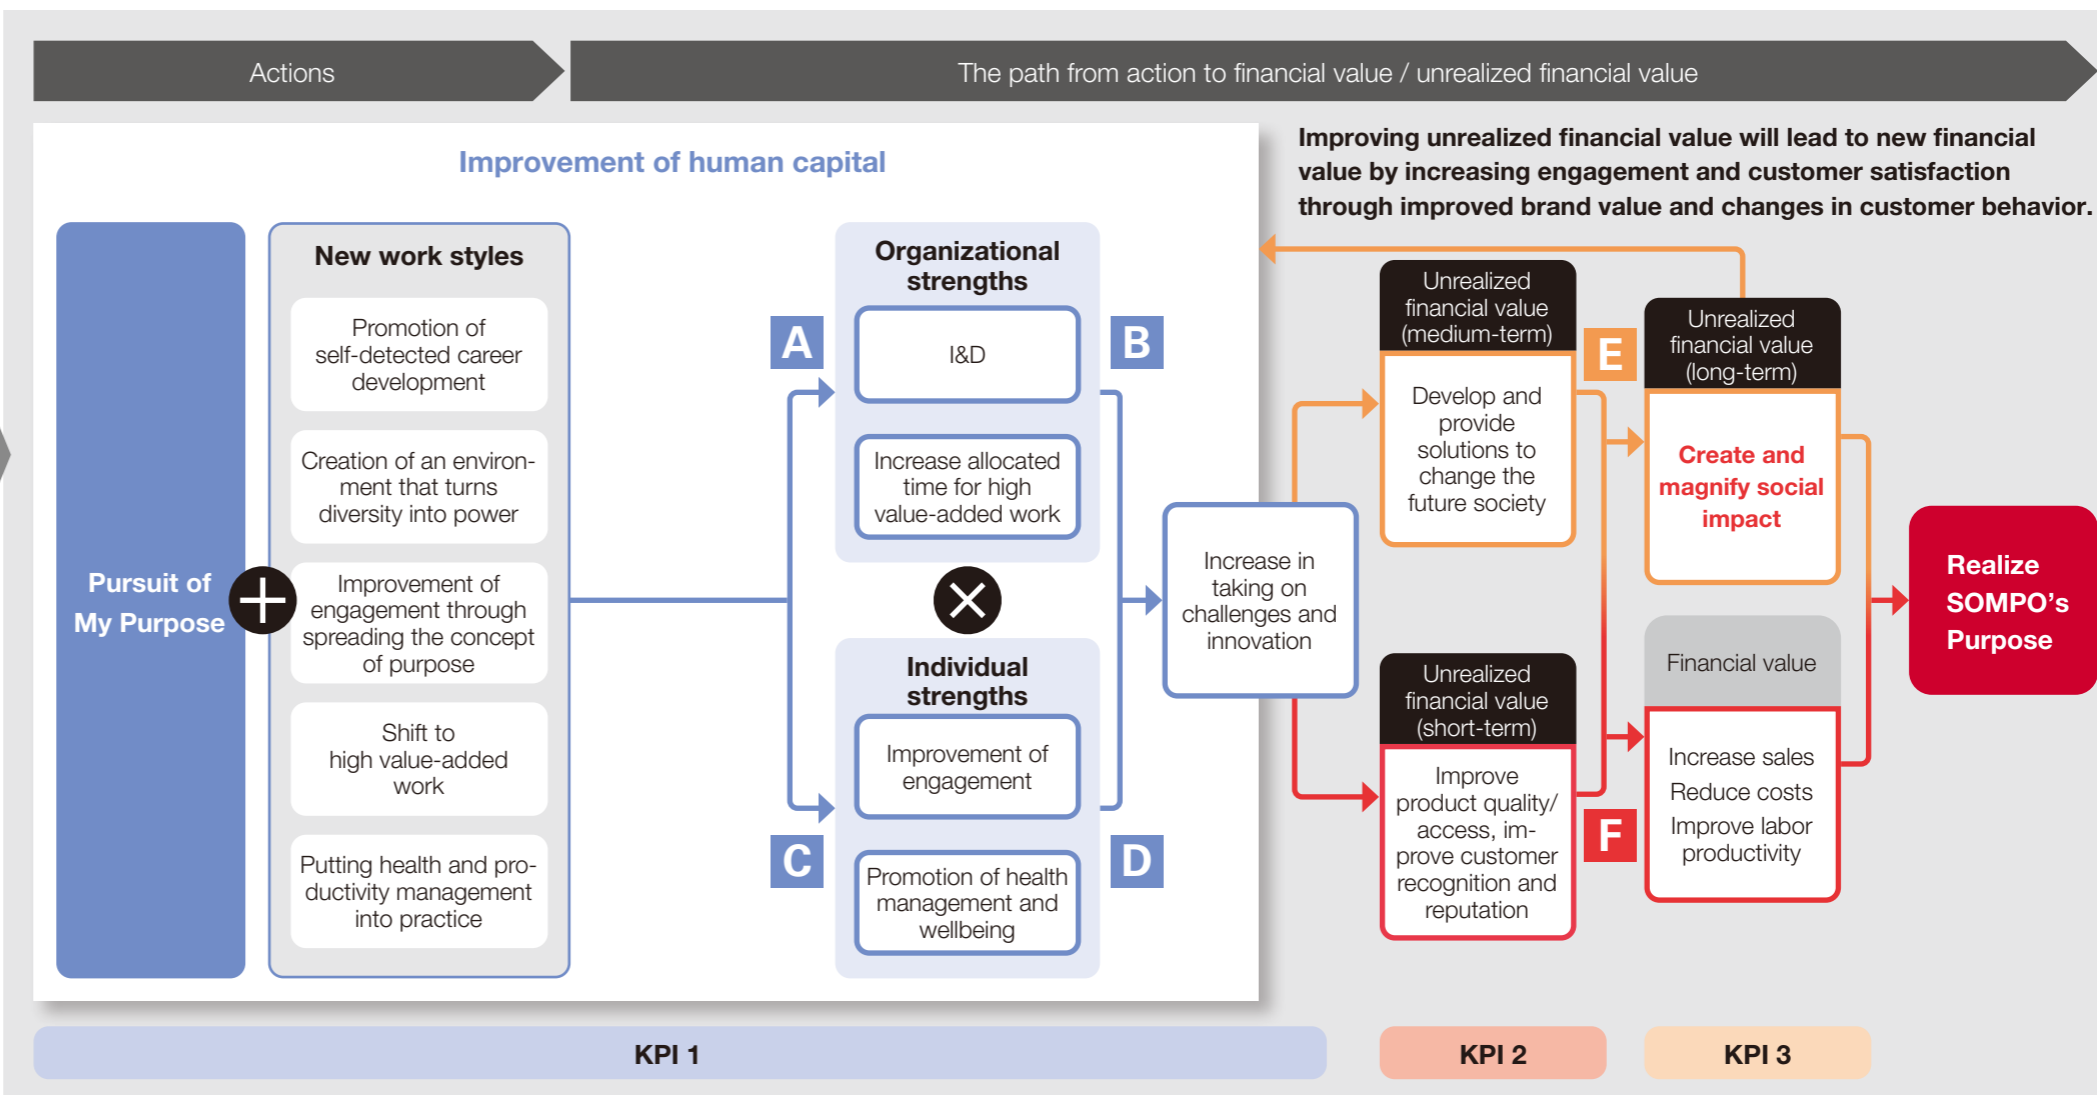 Actions
The path from action to financial value / unrealized financial value
Improvement of human capital
Improving unrealized financial value will lead to new financial
value by increasing engagement and customer satisfaction
through improved brand value and changes in customer behavior.
Pursuit of
My Purpose
+
New work styles
Promotion of
self-detected career
development
Creation of an environ-
ment that turns
diversity into power
Improvement of
engagement through
spreading the concept
of purpose
Shift to
high value-added
work
Putting health and pro-
ductivity management
into practice
A
Organizational
strengths
I&D
Increase allocated
time for high
value-added work
B
×
C
Individual
strengths
Improvement of
engagement
Promotion of health
management and
wellbeing
D
Increase in
taking on
challenges and
innovation
Unrealized
financial value
(medium-term)
Develop and
provide
solutions to
change the
future society
E
Unrealized
financial value
(short-term)
Improve
product quality/
access, im-
prove customer
recognition and
reputation
F
Unrealized
financial value
(long-term)
Create and
magnify social
impact
Financial value
Increase sales
Reduce costs
Improve labor
productivity
Realize
SOMPO's
Purpose
KPI 1
KPI 2
KPI 3